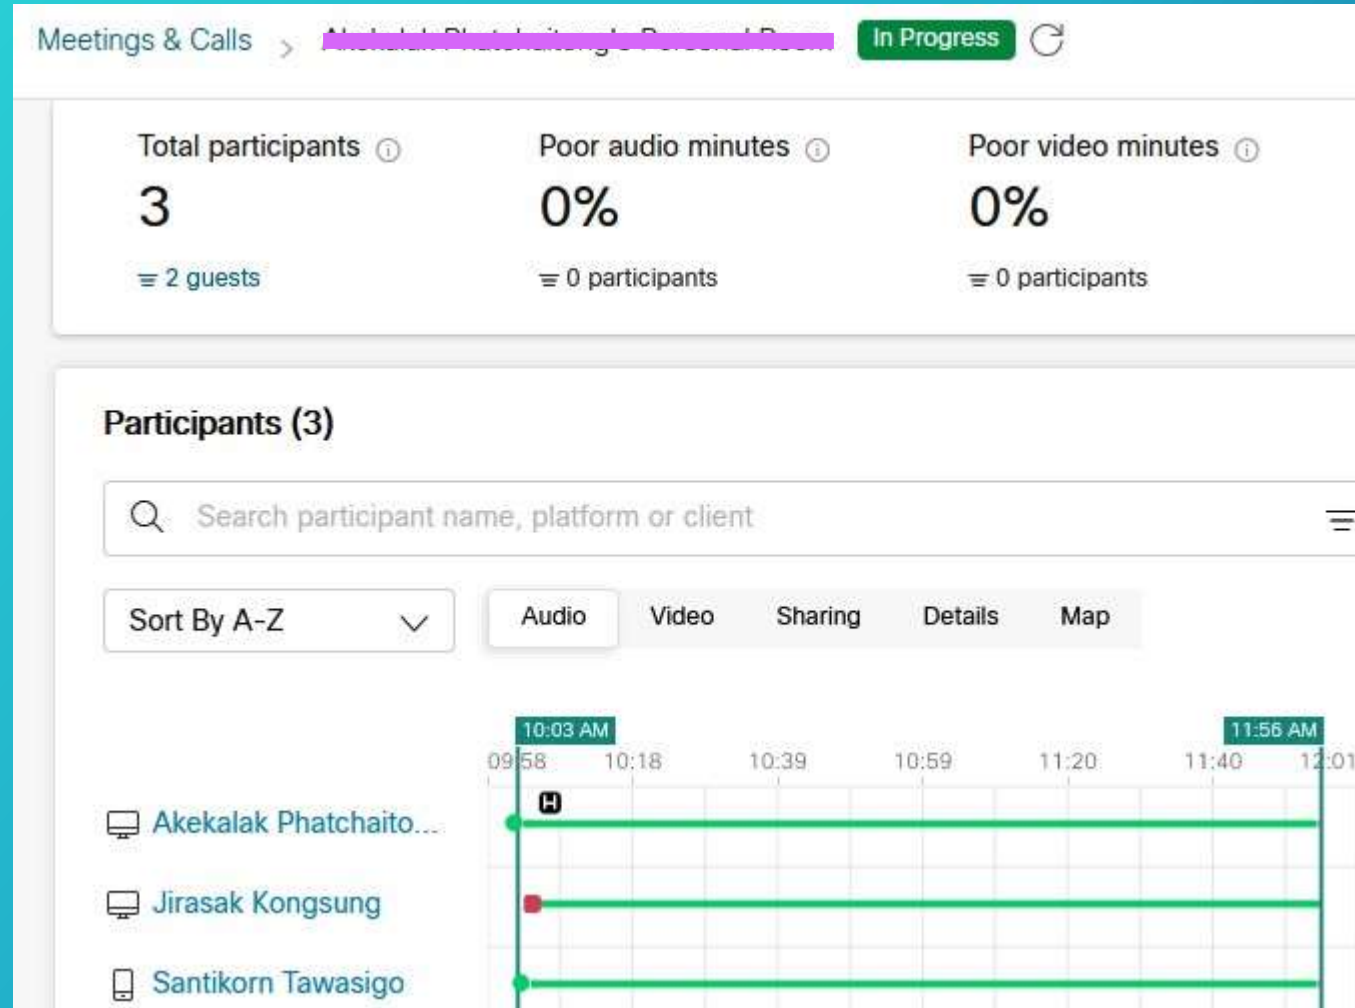 Meetings & Calls > In Progress
Total participants
3
2 guests
Poor audio minutes
0%
0 participants
Poor video minutes
0%
0 participants
Participants (3)
Search participant name, platform or client
Sort By A-Z
Audio Video Sharing Details Map
10:03 AM 11:56 AM
09:58 10:18 10:39 10:59 11:20 11:40 12:01
H
Akekalak Phatchaito...
Jirasak Kongsung
Santikorn Tawasigo